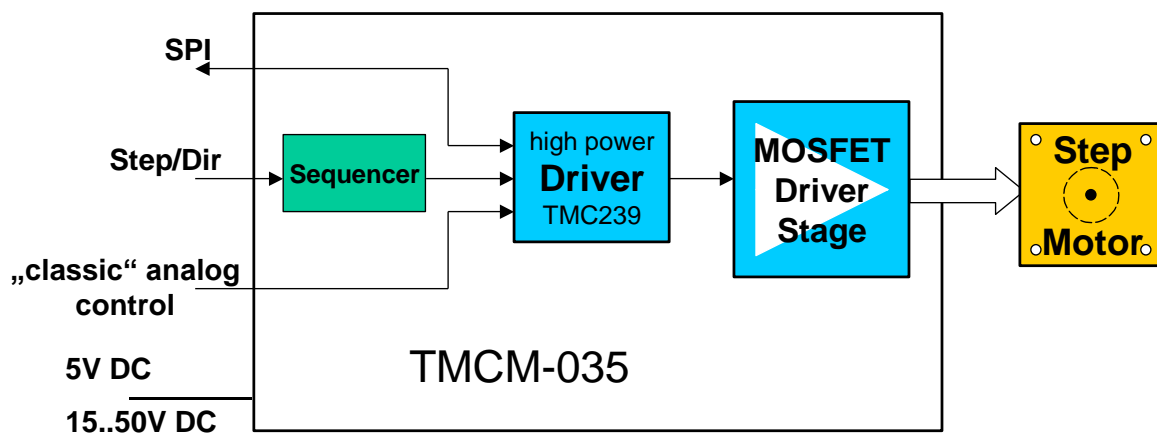 SPI
Step/Dir
Sequencer
high power
Driver
TMC239
MOSFET
Driver
Stage
Step
Motor
„classic“ analog
control
5V DC
15..50V DC
TMCM-035